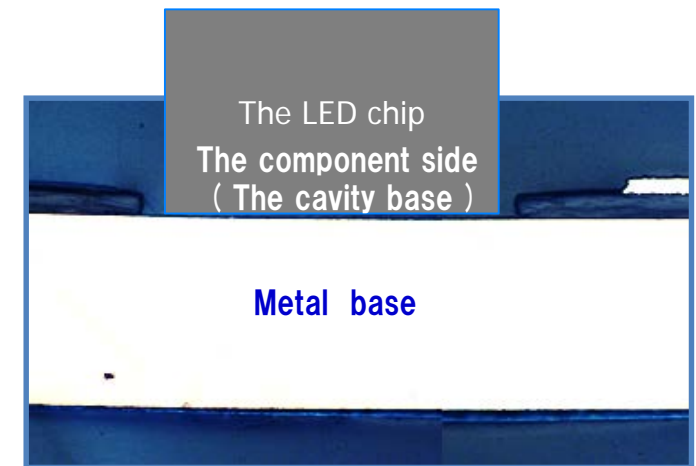 The LED chip
The component side
( The cavity base )
Metal base